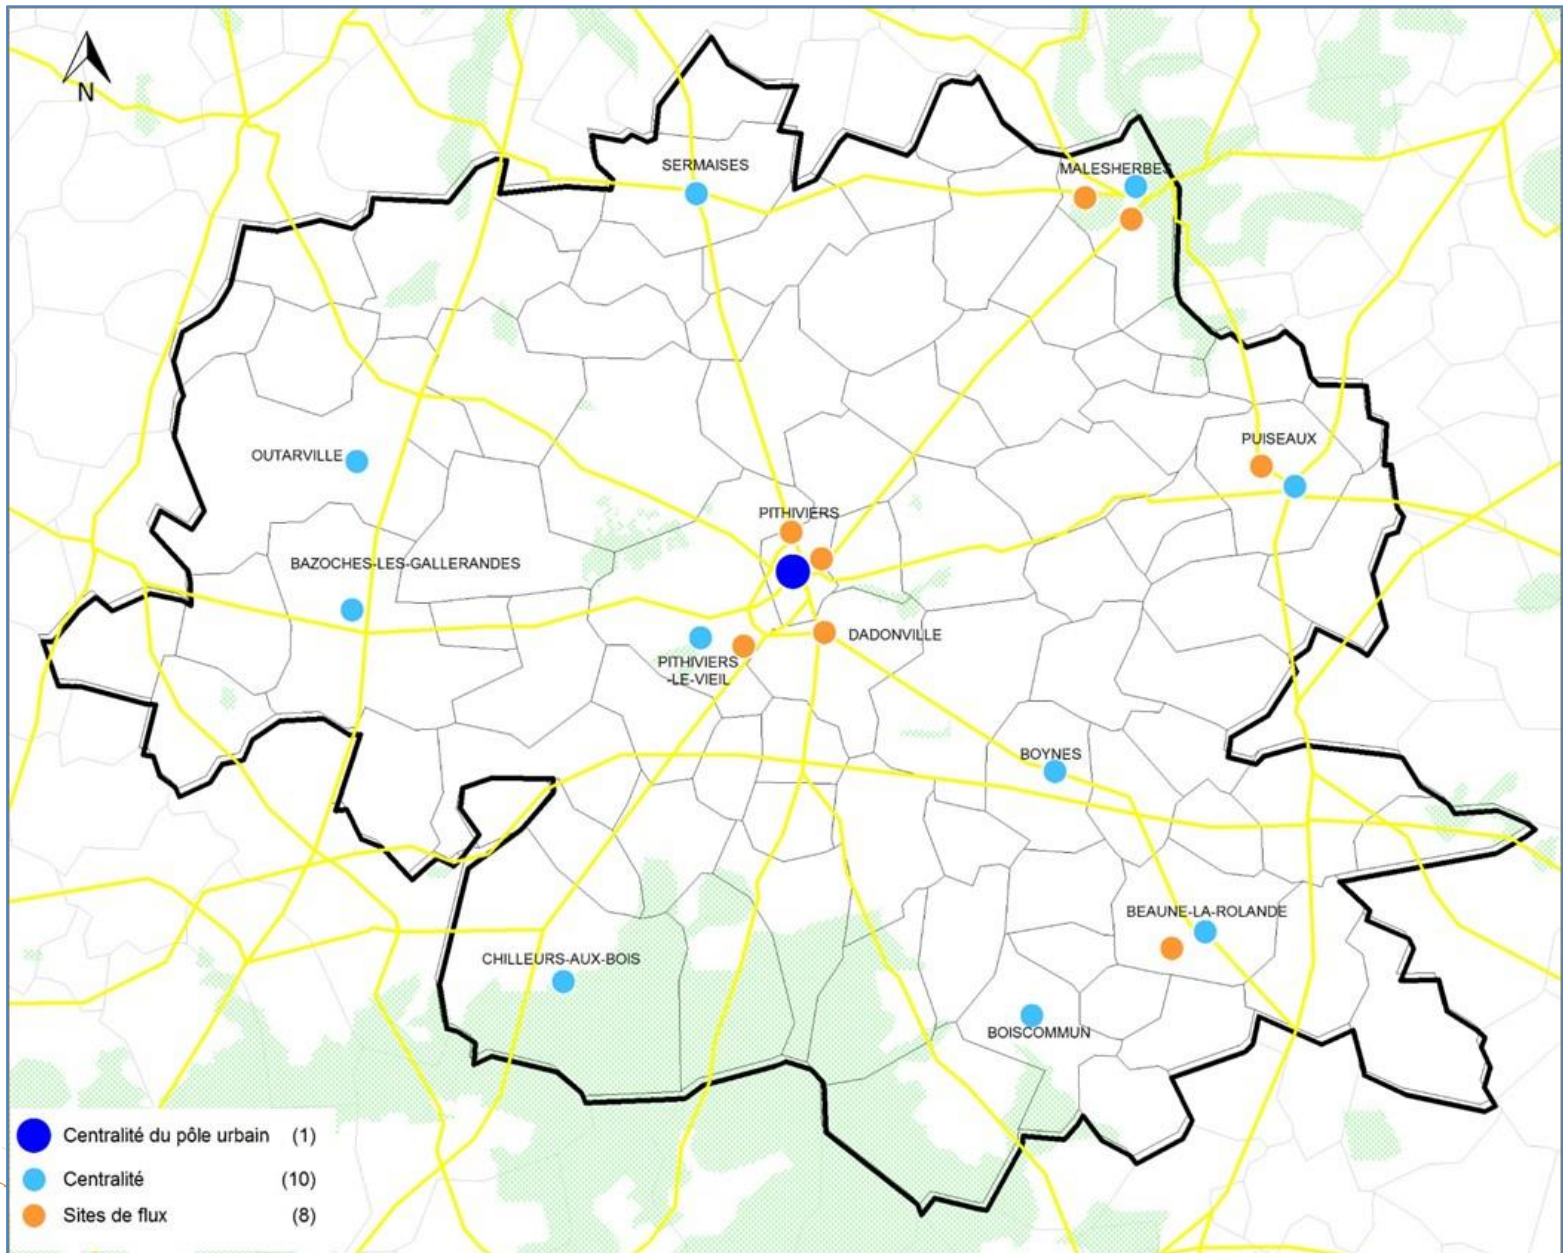 N
SERMAISES
MALESHERBES
PUISEAUX
OUTARVILLE
PITHIVIERS
BAZOCHES-LES-GALLERANDES
DADONVILLE
PITHIVIERS
-LE-VIEIL
BOYNES
BEAUNE-LA-ROLANDE
CHILLEURS-AUX-BOIS
BOISCOMMUN
Centralité du pôle urbain (1)
Centralité (10)
Sites de flux (8)